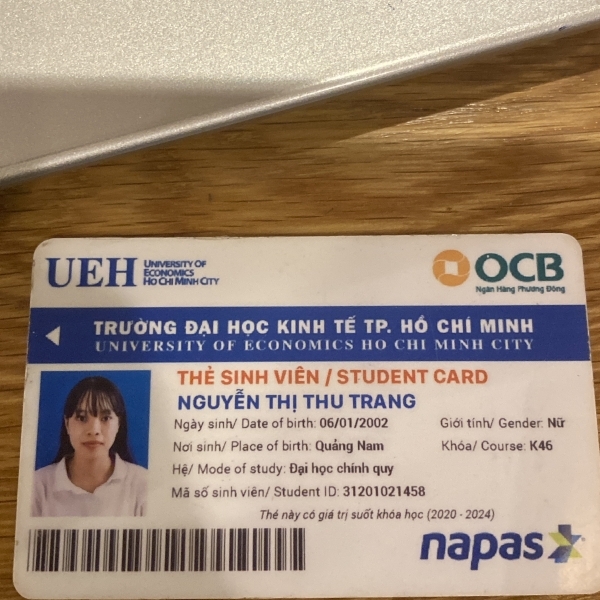 UEH UNIVERSITY OF
ECONOMICS
HO CHI MINH CITY
OCB
Ngân Hàng Phương Đông
TRƯỜNG ĐẠI HỌC KINH TẾ TP. HỒ CHÍ MINH
UNIVERSITY OF ECONOMICS HO CHI MINH CITY
THẺ SINH VIÊN / STUDENT CARD
NGUYỄN THỊ THU TRANG
Ngày sinh/ Date of birth: 06/01/2002 Giới tính/ Gender: Nữ
Nơi sinh/ Place of birth: Quảng Nam Khóa/ Course: K46
Hệ/ Mode of study: Đại học chính quy
Mã số sinh viên/ Student ID: 31201021458
Thẻ này có giá trị suốt khóa học (2020 - 2024)
napas